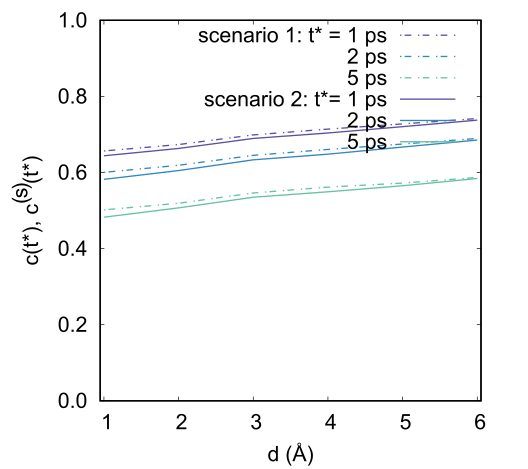 1.0
scenario 1: t* = 1 ps
2 ps
5 ps
0.8
scenario 2: t*= 1 ps
2 ps
5 ps
0.6
0.4
0.2
0.0
c(t*), c(s)(t*)
1 2 3 4 5 6
d (Å)